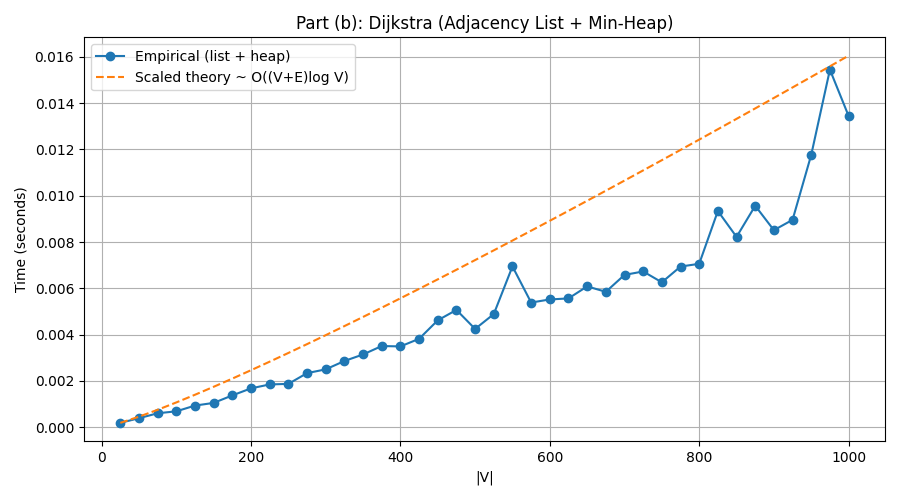 Part (b): Dijkstra (Adjacency List + Min-Heap)
Empirical (list + heap)
Scaled theory ~ O((V+E)log V)
Time (seconds)
0.016
0.014
0.012
0.010
0.008
0.006
0.004
0.002
0.000
0 200 400 600 800 1000
|V|